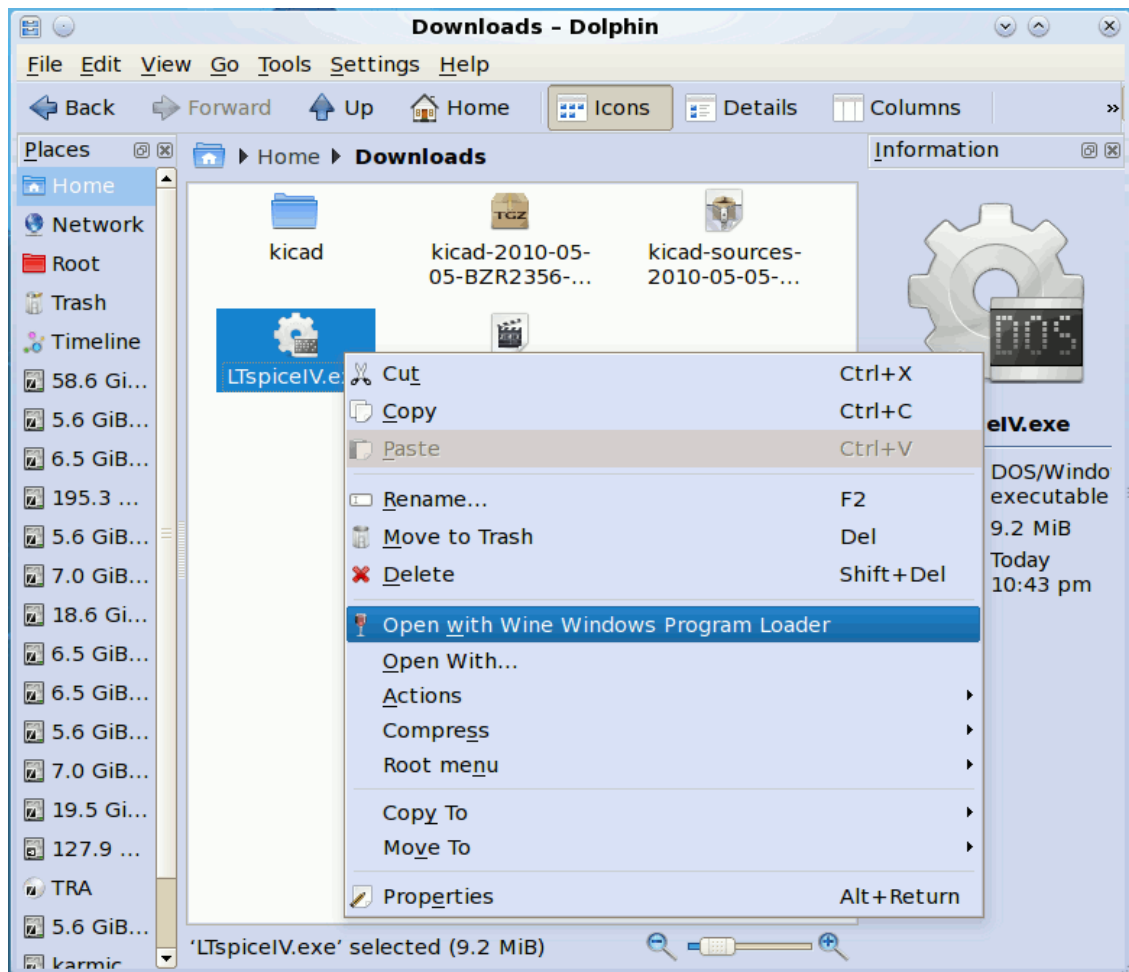 Downloads – Dolphin
File Edit View Go Tools Settings Help
Back Forward Up Home Icons Details Columns »
Places
Home
Network
Root
Trash
Timeline
58.6 Gi...
5.6 GiB...
6.5 GiB...
195.3 ...
5.6 GiB...
7.0 GiB...
18.6 Gi...
6.5 GiB...
6.5 GiB...
5.6 GiB...
7.0 GiB...
19.5 Gi...
127.9 ...
TRA
5.6 GiB...
karmic
Home Downloads
kicad
kicad-2010-05-
05-BZR2356-...
TGZ
kicad-sources-
2010-05-05-...
LTspiceIV.e
Cut Ctrl+X
Copy Ctrl+C
Paste Ctrl+V
Rename... F2
Move to Trash Del
Delete Shift+Del
Open with Wine Windows Program Loader
Open With...
Actions
Compress
Root menu
Copy To
Move To
Properties Alt+Return
Information
DOS
eIV.exe
DOS/Windo
executable
9.2 MiB
Today
10:43 pm
'LTspiceIV.exe' selected (9.2 MiB)